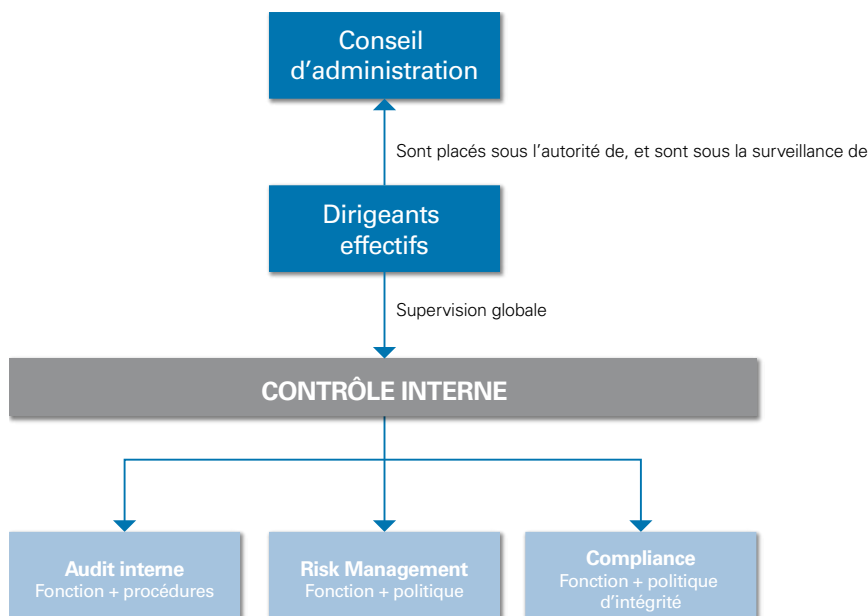 Conseil
d’administration
Sont placés sous l’autorité de, et sont sous la surveillance de
Dirigeants
effectifs
Supervision globale
CONTRÔLE INTERNE
Audit interne
Fonction + procédures
Risk Management
Fonction + politique
Compliance
Fonction + politique
d’intégrité